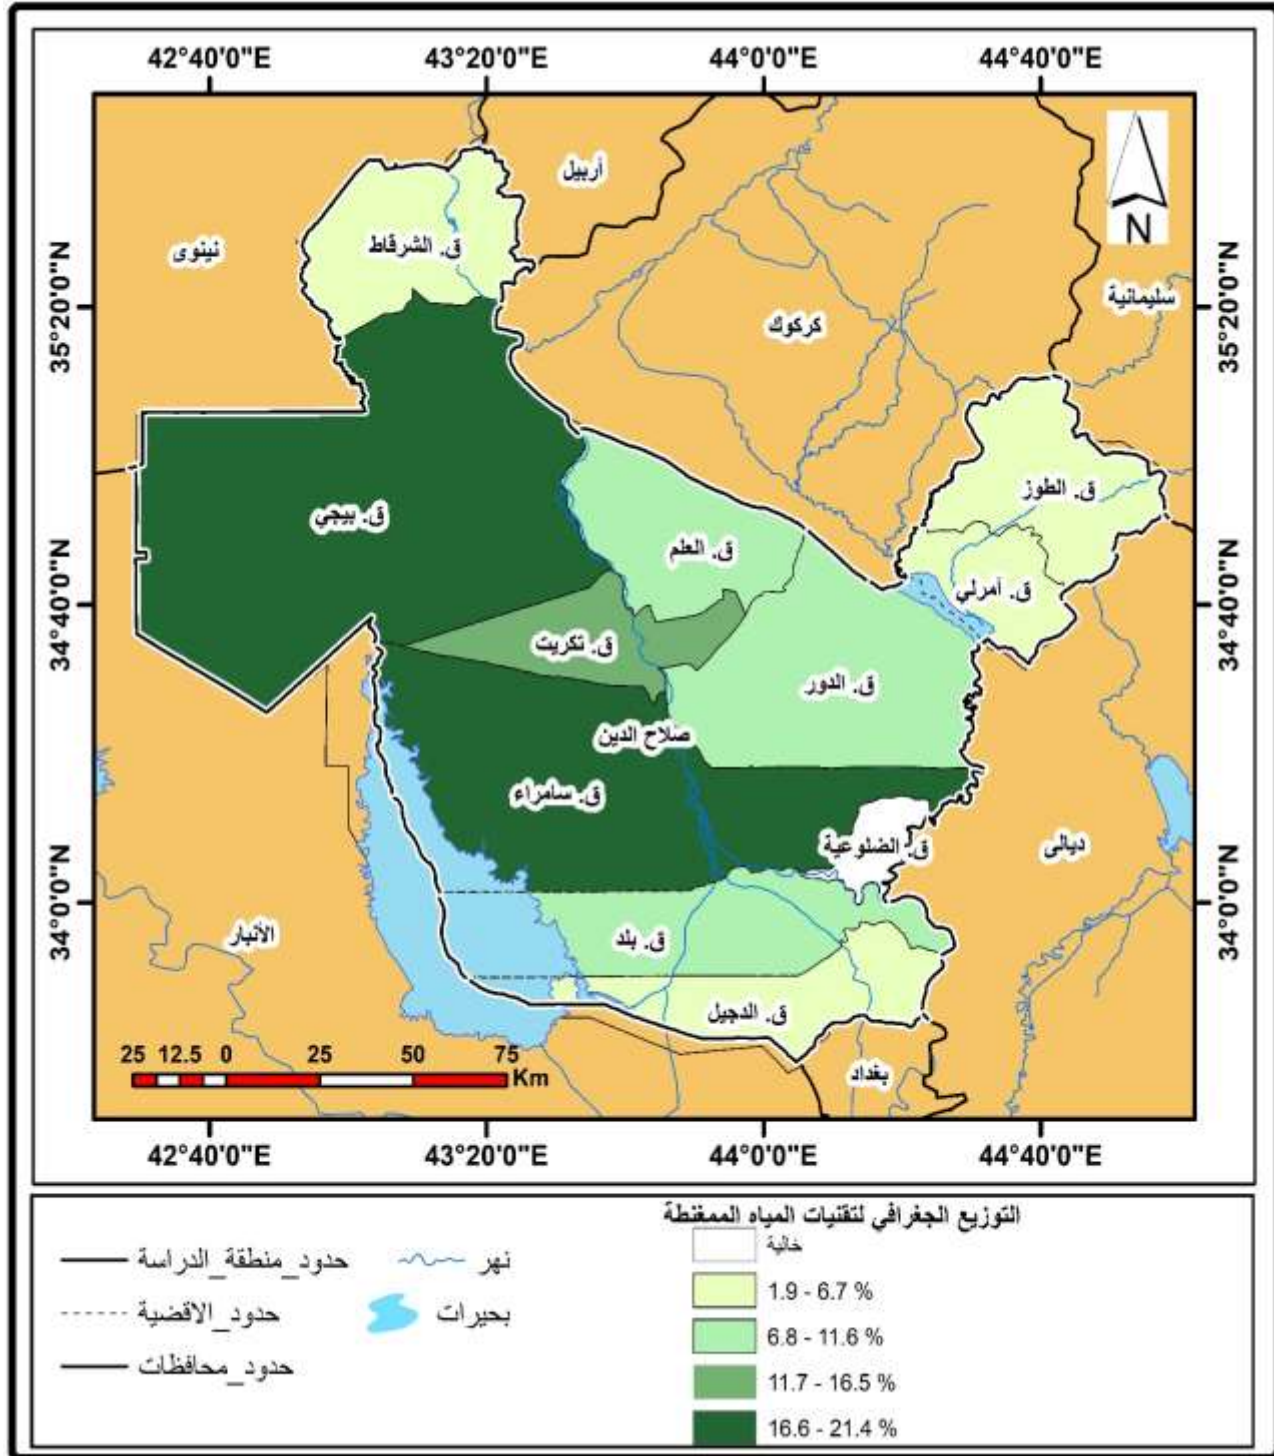 42°40'0"E 43°20'0"E 44°0'0"E 44°40'0"E
أربيل
نينوى
ق. الشرقاط
35°20'0"N
35°20'0"N
سليمانية
كركوك
N
ق. الطوز
ق. بيجي
ق. العلم
ق. آمرلي
34°40'0"N
34°40'0"N
ق. تكريت
ق. الدور
صلاح الدين
ق. سامراء
ق. الضلوعية
ديالى
34°0'0"N
34°0'0"N
الأنبار
ق. بلد
ق. الدجيل
بغداد
25 12.5 0 25 50 75
Km
42°40'0"E 43°20'0"E 44°0'0"E 44°40'0"E
التوزيع الجغرافي لتقنيات المياه الممغنطة
خالية
1.9 - 6.7 %
6.8 - 11.6 %
11.7 - 16.5 %
16.6 - 21.4 %
نهر
بحيرات
حدود_منطقة_الدراسة
حدود_الاقضية
حدود_محافظات